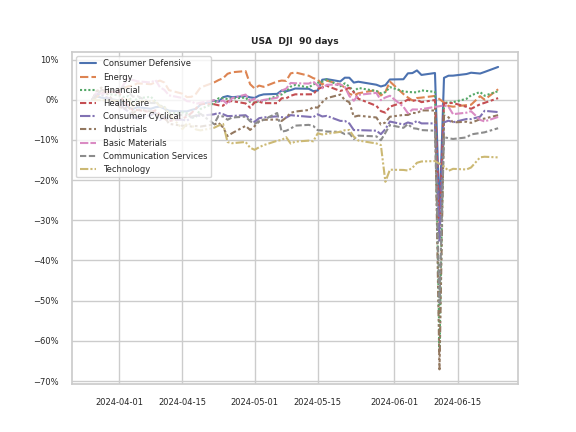 USA DJI 90 days
10%
0%
−10%
−20%
−30%
−40%
−50%
−60%
−70%
Consumer Defensive
Energy
Financial
Healthcare
Consumer Cyclical
Industrials
Basic Materials
Communication Services
Technology
2024-04-01 2024-04-15 2024-05-01 2024-05-15 2024-06-01 2024-06-15